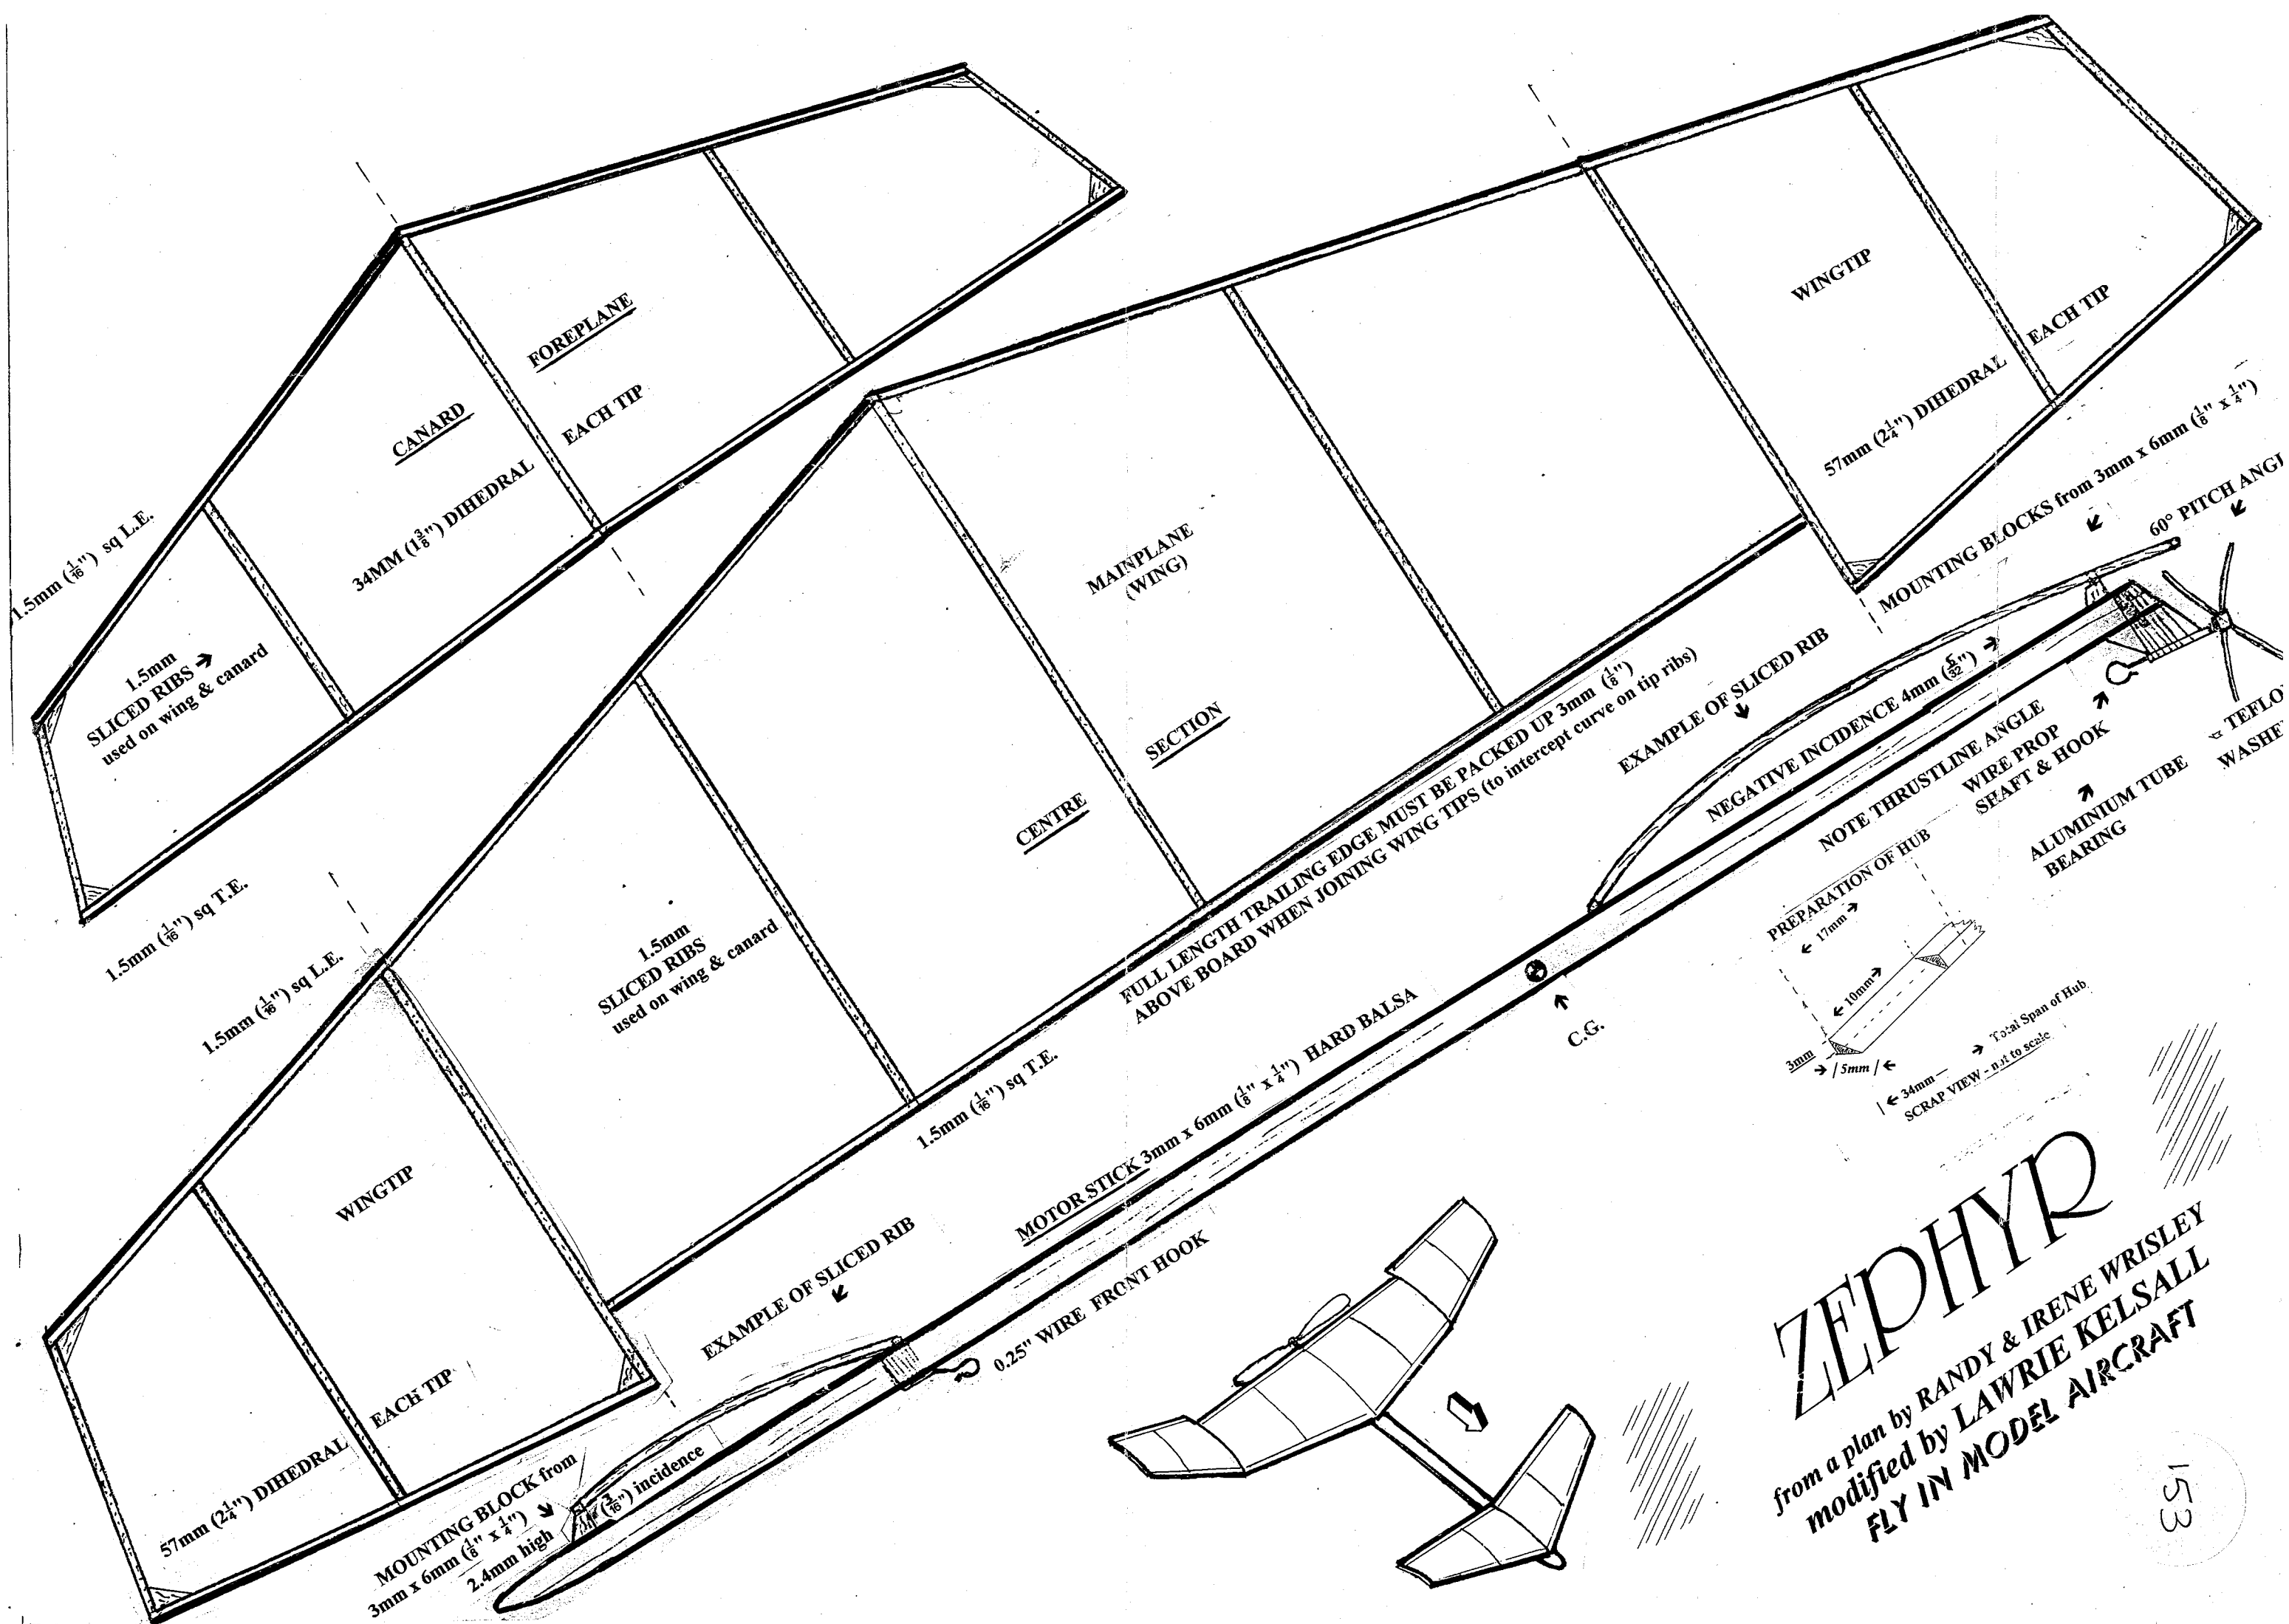 FOREPLANE
CANARD
EACH TIP
34MM (1 3/8") DIHEDRAL
1.5mm (1/16") sq L.E.
1.5mm
SLICED RIBS →
used on wing & canard
1.5mm (1/16") sq T.E.
WINGTIP
EACH TIP
57mm (2 1/4") DIHEDRAL
MAINPLANE
(WING)
SECTION
CENTRE
1.5mm
SLICED RIBS
used on wing & canard
1.5mm (1/16") sq L.E.
WINGTIP
EACH TIP
57mm (2 1/4") DIHEDRAL
1.5mm (1/16") sq T.E.
FULL LENGTH TRAILING EDGE MUST BE PACKED UP 3mm (1/8")
ABOVE BOARD WHEN JOINING WING TIPS (to intercept curve on tip ribs)
MOUNTING BLOCKS from 3mm x 6mm (1/8" x 1/4")
60° PITCH
EXAMPLE OF SLICED RIB
NEGATIVE INCIDENCE 4mm (5/32") →
NOTE THRUSTLINE ANGLE
WIRE PROP
SHAFT & HOOK
ALUMINIUM TUBE
BEARING
C.G.
MOTOR STICK 3mm x 6mm (1/8" x 1/4") HARD BALSA
0.25" WIRE FRONT HOOK
EXAMPLE OF SLICED RIB
MOUNTING BLOCK from
3mm x 6mm (1/8" x 1/4")
2.4mm high
(3/16") incidence
PREPARATION OF HUB
← 17mm →
← 10mm →
3mm
→ | 5mm | ←
| ← 34mm — → Total Span of Hub
SCRAP VIEW - not to scale
ZEPHYR
from a plan by RANDY & IRENE WRISLEY
modified by LAWRIE KELSALL
FLY IN MODEL AIRCRAFT
153